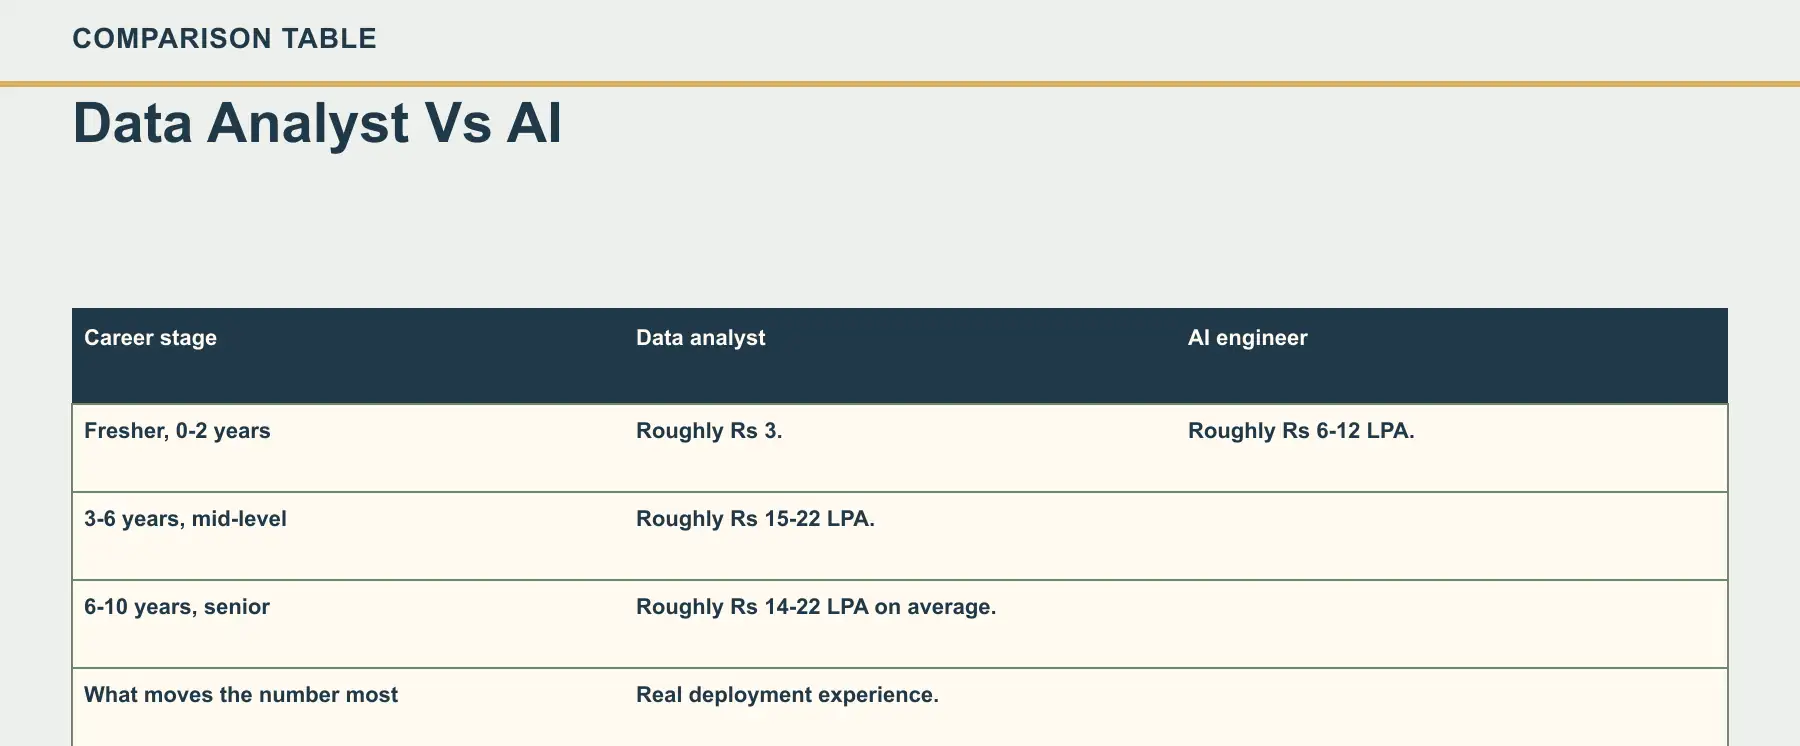 COMPARISON TABLE
Data Analyst Vs AI
Career stage Data analyst AI engineer
Fresher, 0-2 years Roughly Rs 3. Roughly Rs 6-12 LPA.
3-6 years, mid-level Roughly Rs 15-22 LPA.
6-10 years, senior Roughly Rs 14-22 LPA on average.
What moves the number most Real deployment experience.